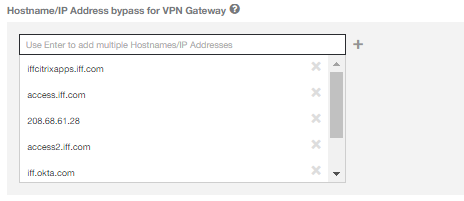 Hostname/IP Address bypass for VPN Gateway ?
Use Enter to add multiple Hostnames/IP Addresses
iffcitrixapps.iff.com
access.iff.com
208.68.61.28
access2.iff.com
iff.okta.com